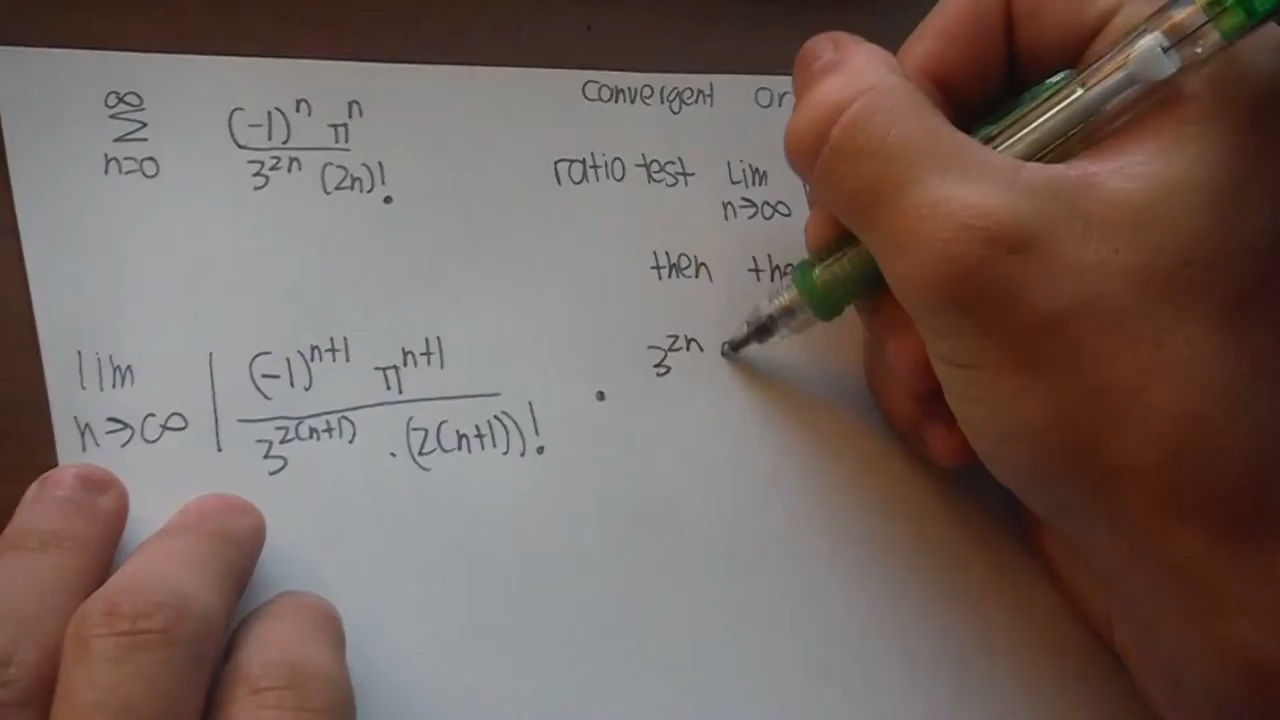 ∞
Σ
n=0
(-1)^n π^n
3^{2n} (2n)!
convergent or
ratio test lim
n→∞
then the
lim
n→∞
| (-1)^{n+1} π^{n+1}
3^{2(n+1)} · (2(n+1))!
· 3^{2n}